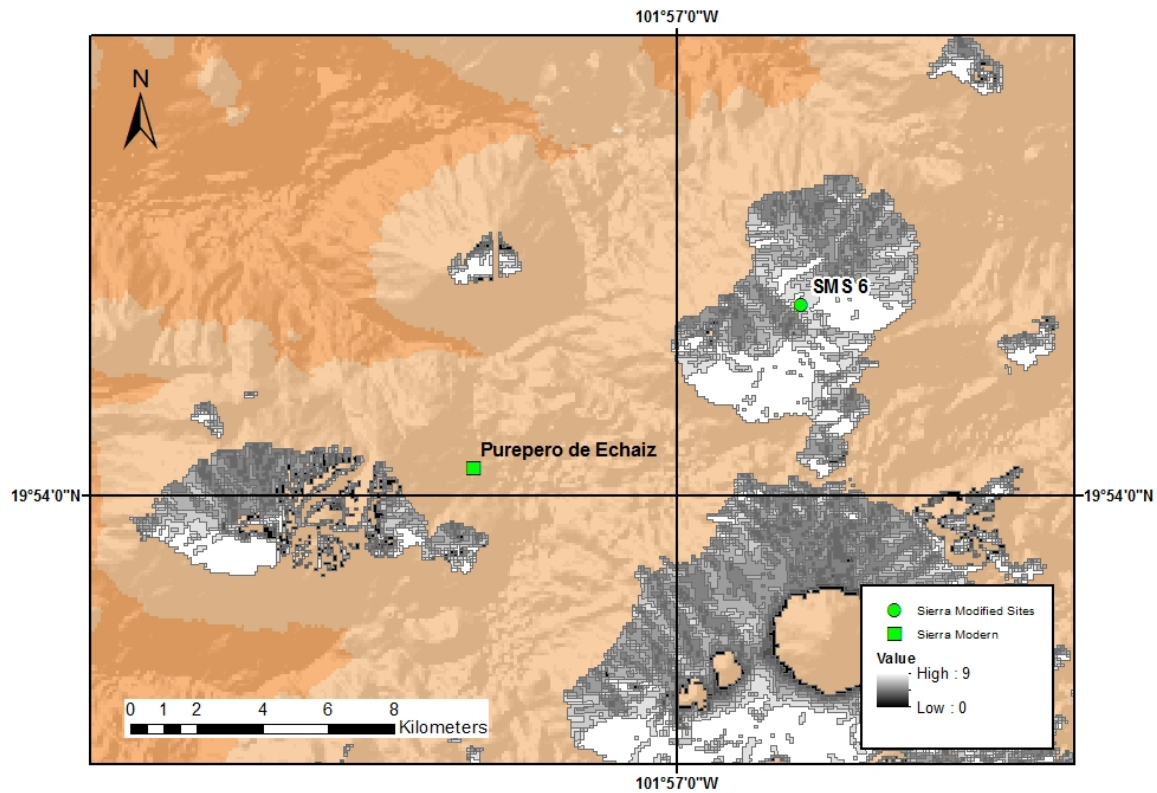 101°57'0"W
N
SMS 6
Purepero de Echaiz
19°54'0"N
19°54'0"N
Sierra Modified Sites
Sierra Modern
Value
High : 9
Low : 0
0 1 2 4 6 8
Kilometers
101°57'0"W